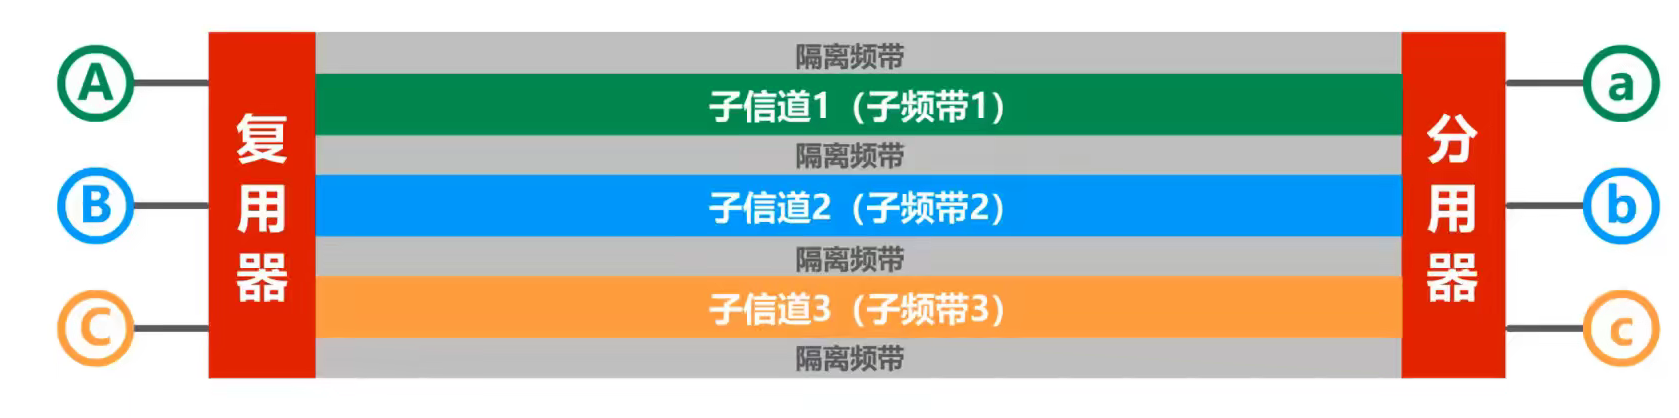 A
B
C
复用器
隔离频带
子信道1（子频带1）
隔离频带
子信道2（子频带2）
隔离频带
子信道3（子频带3）
隔离频带
分用器
a
b
c